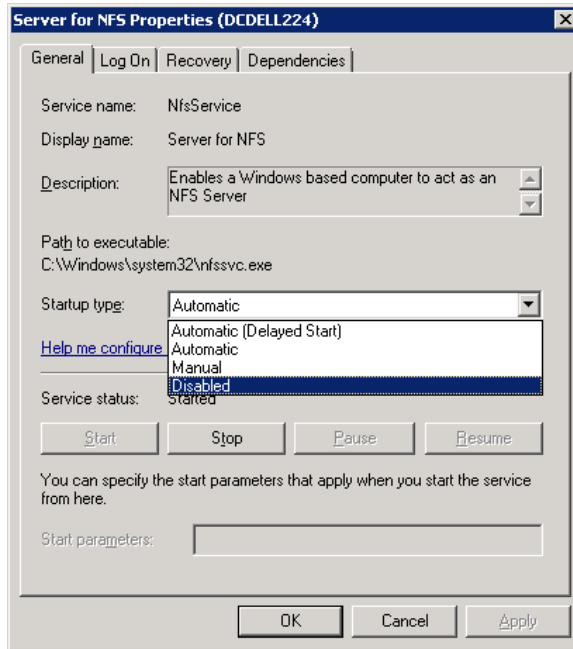 Server for NFS Properties (DCDELL224)
General Log On Recovery Dependencies
Service name: NfsService
Display name: Server for NFS
Description: Enables a Windows based computer to act as an
NFS Server
Path to executable:
C:\Windows\system32\nfssvc.exe
Startup type: Automatic
Automatic (Delayed Start)
Help me configure Automatic
Manual
Disabled
Service status: Started
Start Stop Pause Resume
You can specify the start parameters that apply when you start the service
from here.
Start parameters:
OK Cancel Apply